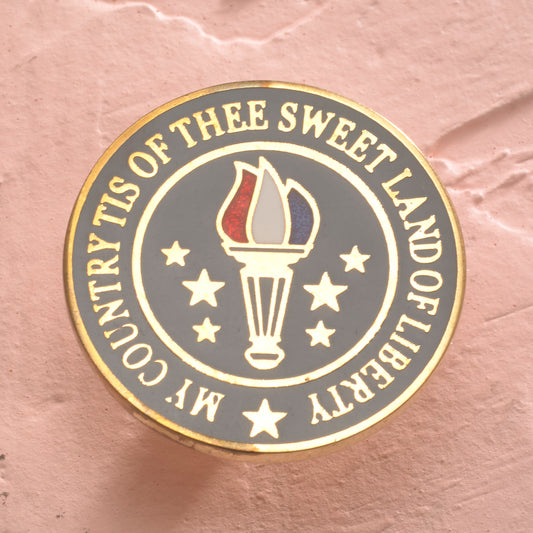 MY COUNTRY TIS OF THEE SWEET LAND OF LIBERTY